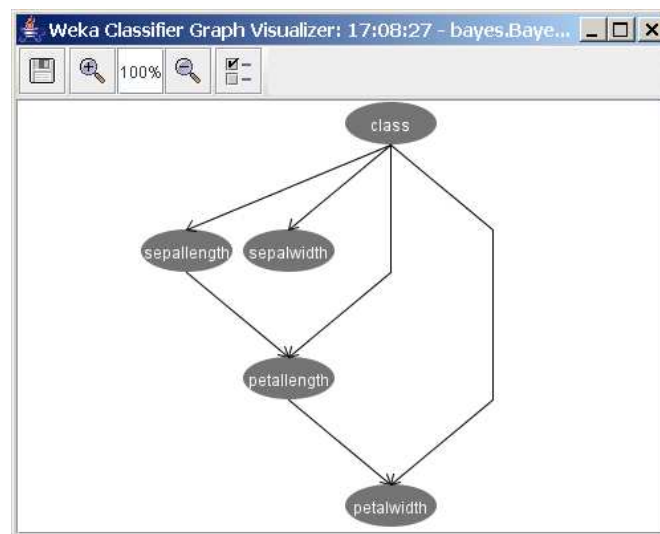 Weka Classifier Graph Visualizer: 17:08:27 - bayes.Baye...
100%
class
sepallength
sepalwidth
petallength
petalwidth